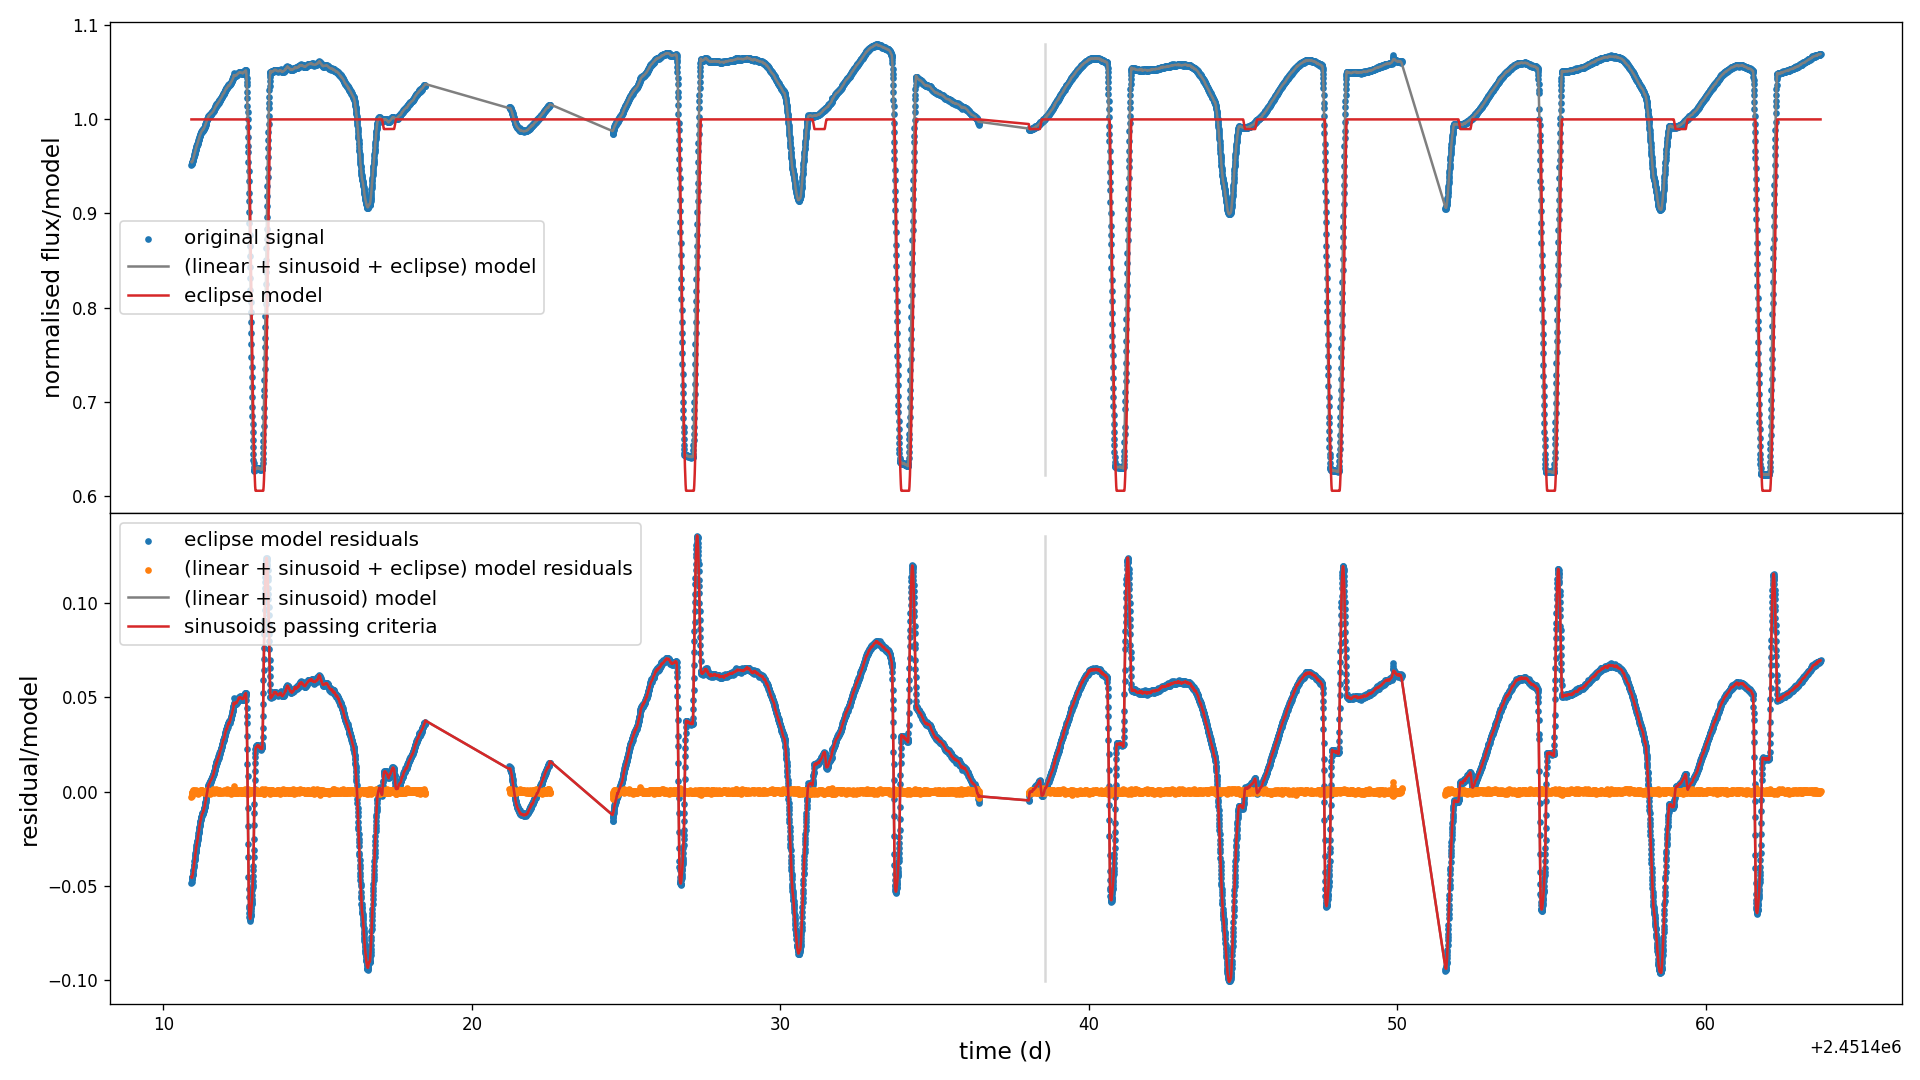 1.1
1.0
0.9
0.8
0.7
0.6
normalised flux/model
original signal
(linear + sinusoid + eclipse) model
eclipse model
eclipse model residuals
(linear + sinusoid + eclipse) model residuals
(linear + sinusoid) model
sinusoids passing criteria
0.10
0.05
0.00
−0.05
−0.10
residual/model
10
20
30
40
50
60
time (d)
+2.4514e6